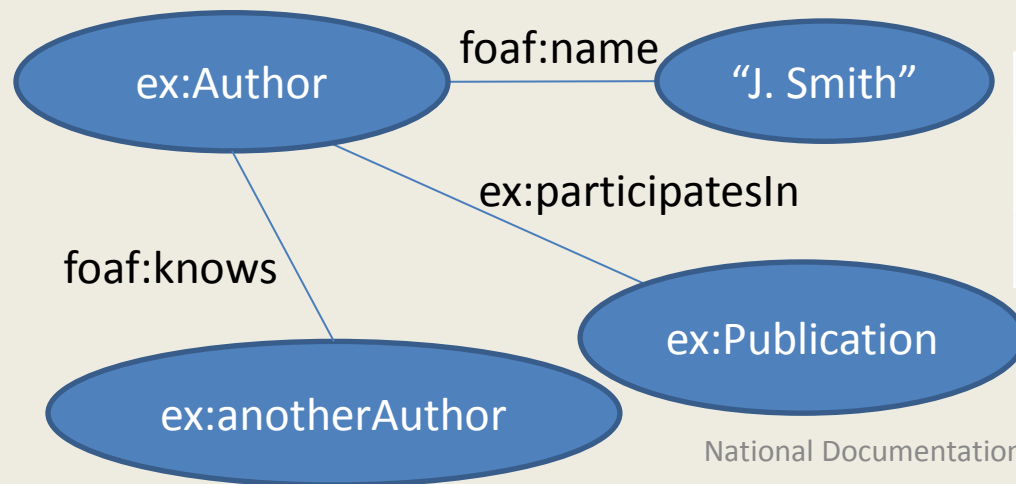 foaf:name
ex:Author
“J. Smith”
ex:participatesIn
foaf:knows
ex:Publication
ex:anotherAuthor
National Documentation